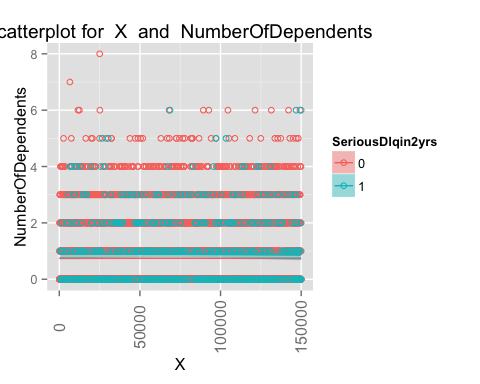 catterplot for X and NumberOfDependents
8
6
4
2
0
NumberOfDependents
0
50000
100000
150000
X
SeriousDlqin2yrs
0
1